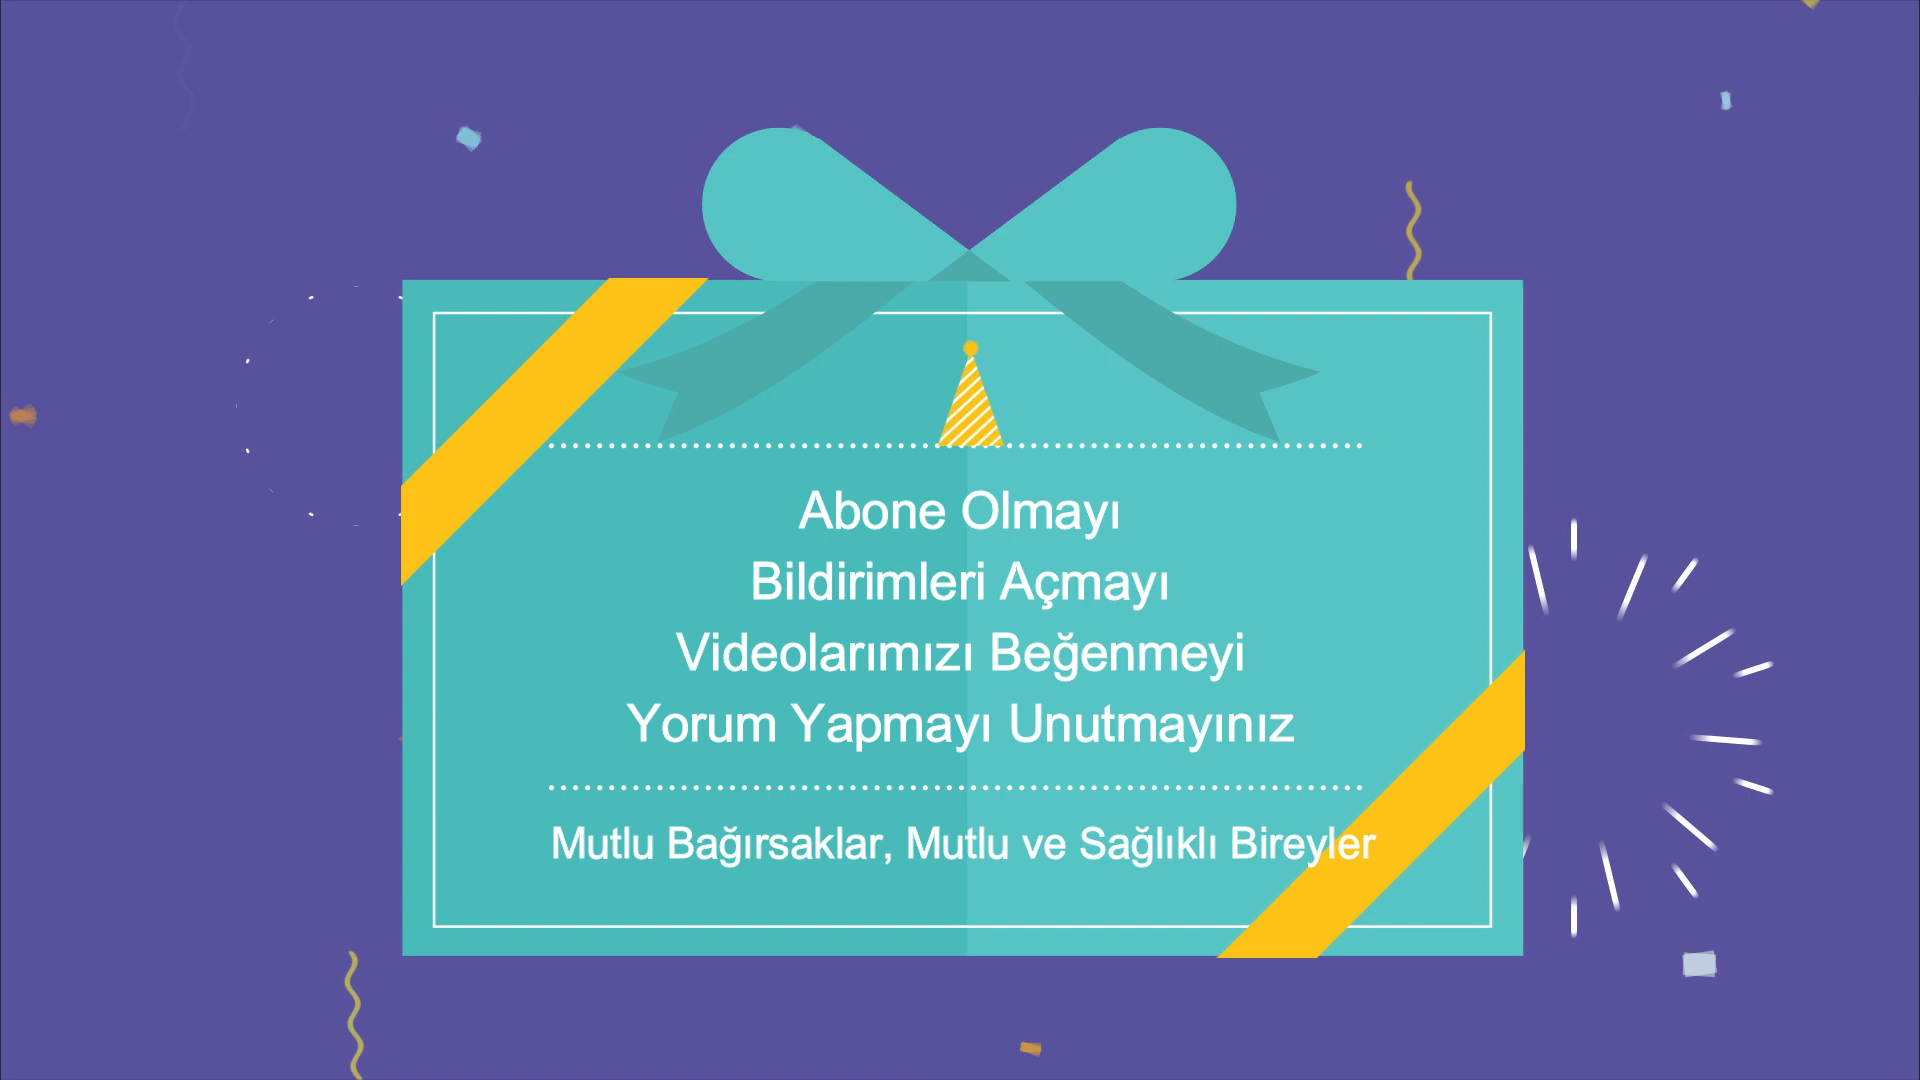 Abone Olmayı
Bildirimleri Açmayı
Videolarımızı Beğenmeyi
Yorum Yapmayı Unutmayınız
Mutlu Bağırsaklar, Mutlu ve Sağlıklı Bireyler